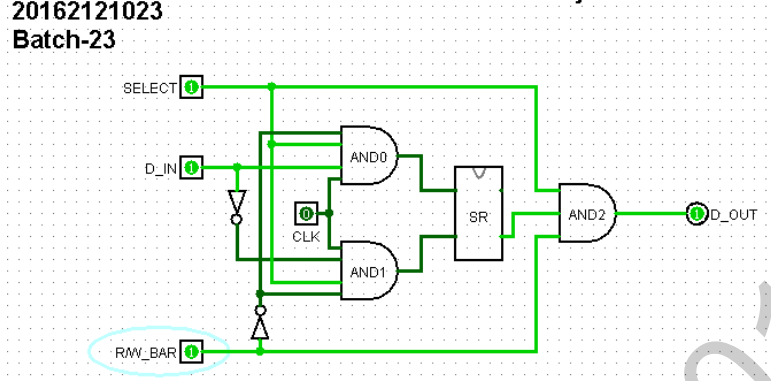 20162121023
Batch-23
SELECT 1
D_IN 1
AND0
0
CLK
SR
AND1
AND2
1 D_OUT
R/W_BAR 1